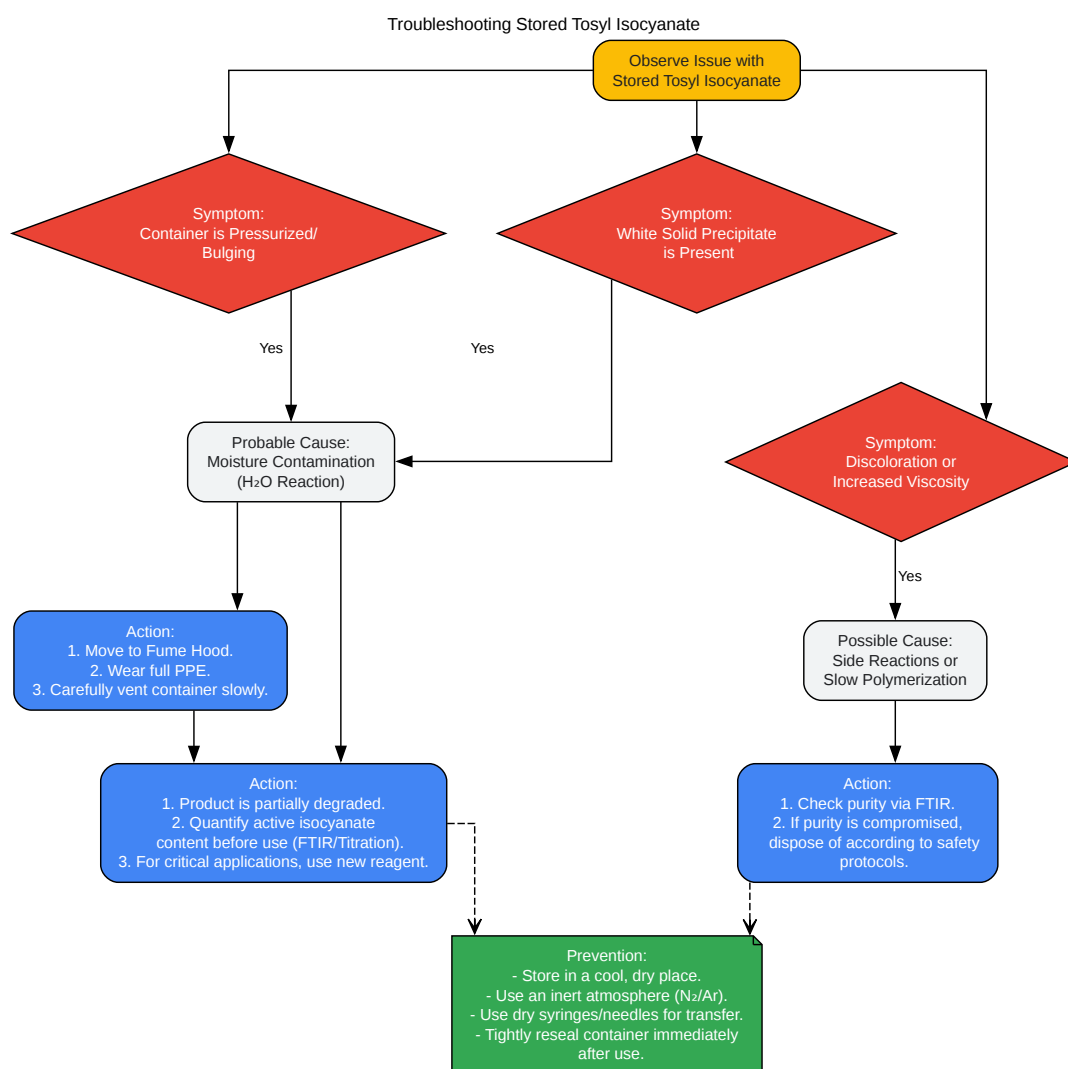 Troubleshooting Stored Tosyl Isocyanate
Observe Issue with
Stored Tosyl Isocyanate
Symptom:
Container is Pressurized/
Bulging
Symptom:
White Solid Precipitate
is Present
Yes
Yes
Probable Cause:
Moisture Contamination
(H₂O Reaction)
Symptom:
Discoloration or
Increased Viscosity
Yes
Action:
1. Move to Fume Hood.
2. Wear full PPE.
3. Carefully vent container slowly.
Possible Cause:
Side Reactions or
Slow Polymerization
Action:
1. Product is partially degraded.
2. Quantify active isocyanate
content before use (FTIR/Titration).
3. For critical applications, use new reagent.
Action:
1. Check purity via FTIR.
2. If purity is compromised,
dispose of according to safety
protocols.
Prevention:
- Store in a cool, dry place.
- Use an inert atmosphere (N₂/Ar).
- Use dry syringes/needles for transfer.
- Tightly reseal container immediately
after use.